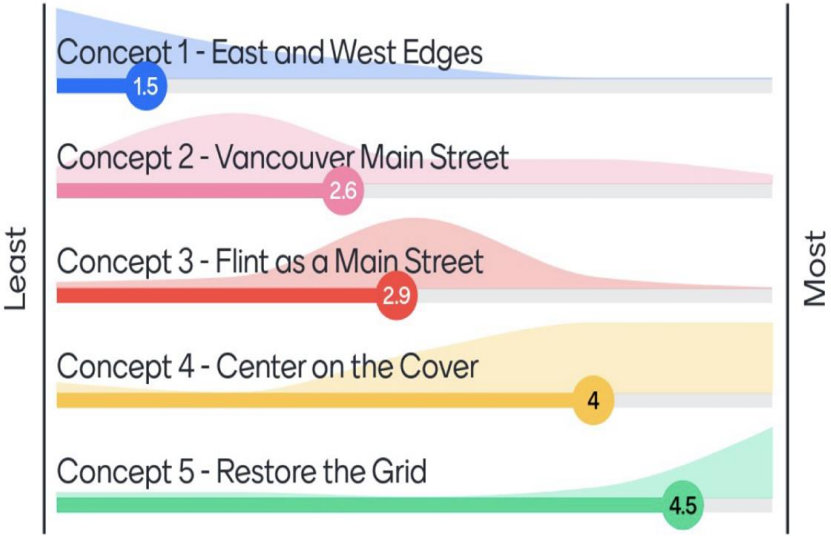 Concept 1 - East and West Edges
1.5
Concept 2 - Vancouver Main Street
2.6
Concept 3 - Flint as a Main Street
2.9
Concept 4 - Center on the Cover
4
Concept 5 - Restore the Grid
4.5
Least
Most